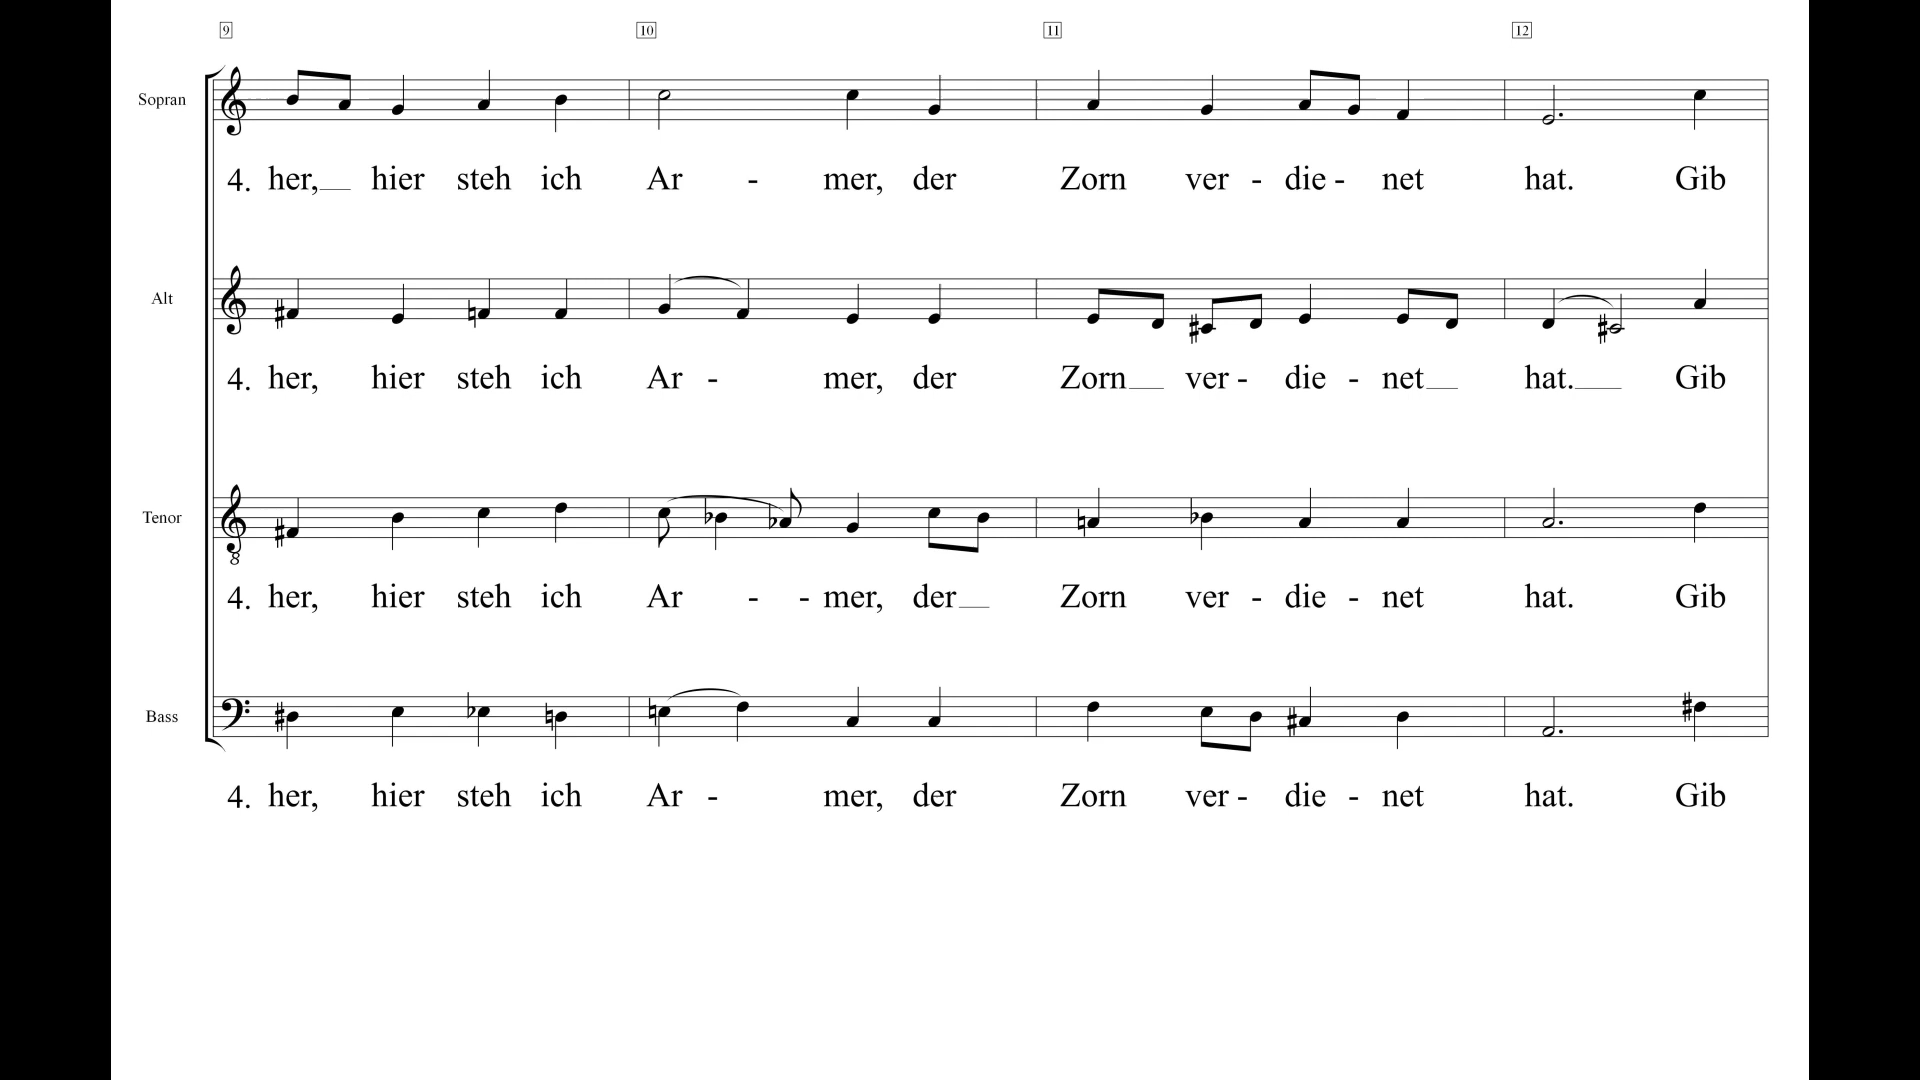 9 10 11 12
Sopran
4. her, hier steh ich Ar - mer, der Zorn ver - die - net hat. Gib
Alt
4. her, hier steh ich Ar - mer, der Zorn ver - die - net hat. Gib
Tenor
8
4. her, hier steh ich Ar - - mer, der Zorn ver - die - net hat. Gib
Bass
4. her, hier steh ich Ar - mer, der Zorn ver - die - net hat. Gib